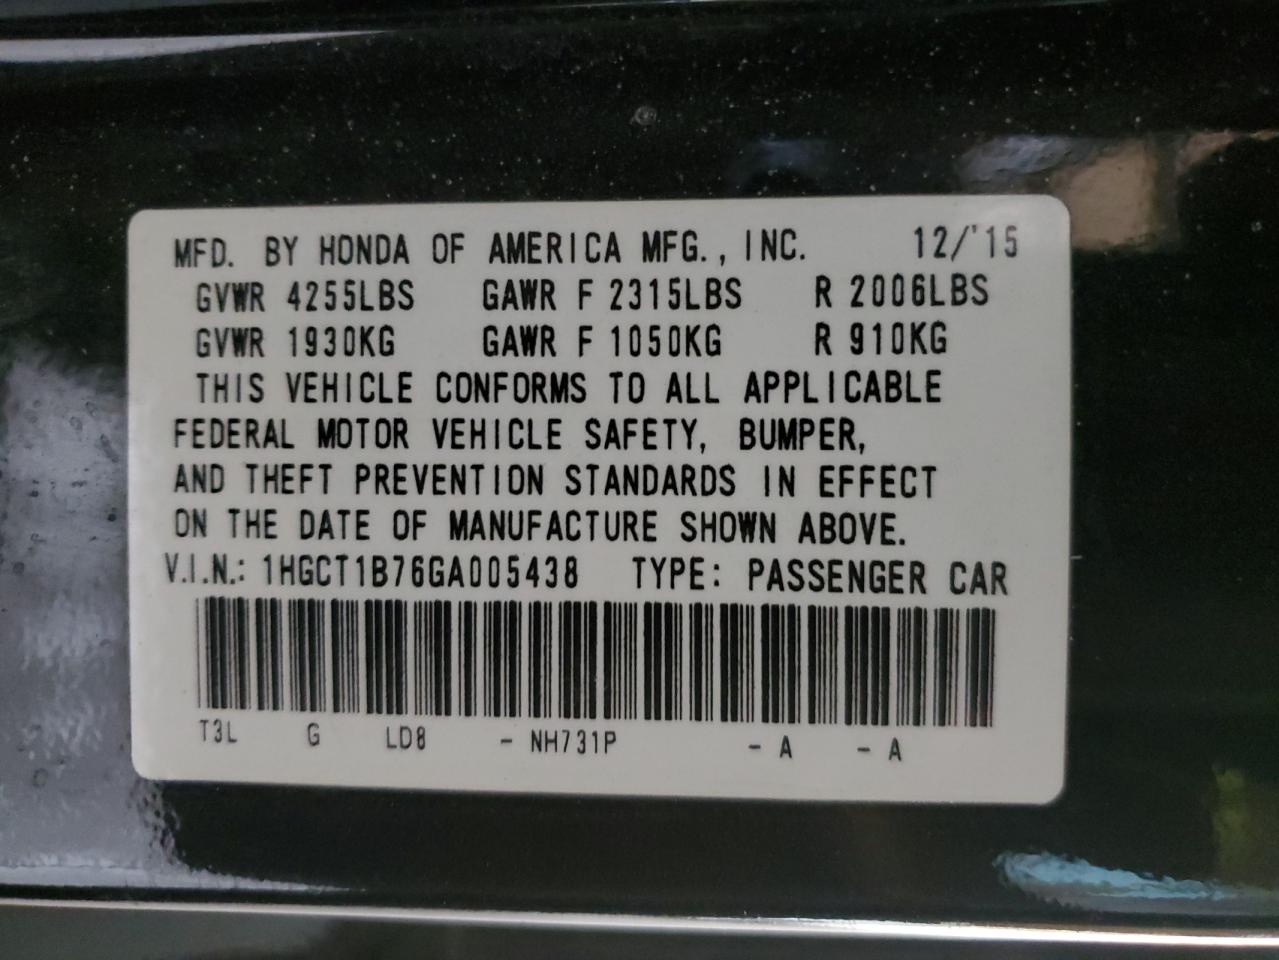 MFD. BY HONDA OF AMERICA MFG., INC. 12/'15
GVWR 4255LBS GAWR F 2315LBS R 2006LBS
GVWR 1930KG GAWR F 1050KG R 910KG
THIS VEHICLE CONFORMS TO ALL APPLICABLE
FEDERAL MOTOR VEHICLE SAFETY, BUMPER,
AND THEFT PREVENTION STANDARDS IN EFFECT
ON THE DATE OF MANUFACTURE SHOWN ABOVE.
V.I.N.: 1HGCT1B76GA005438 TYPE: PASSENGER CAR
T3L G LD8 - NH731P - A - A